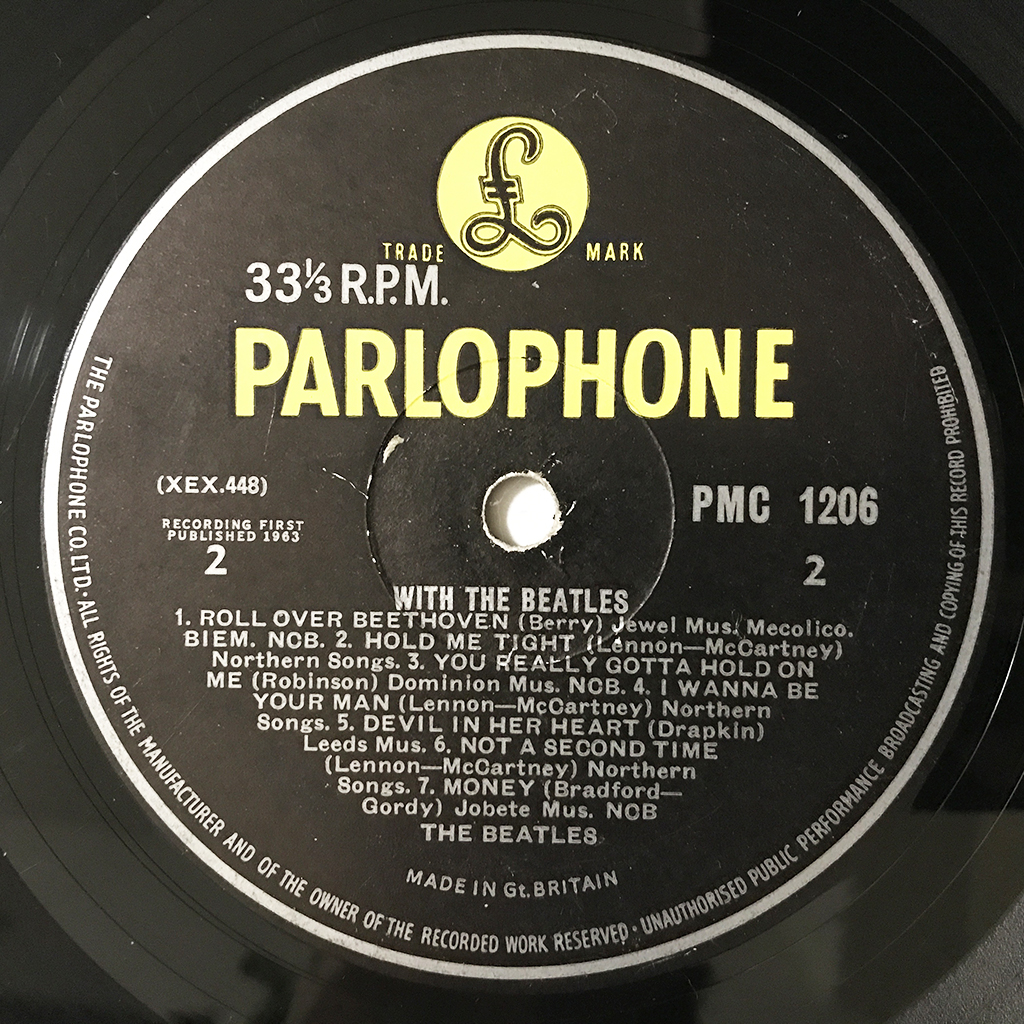 £
TRADE MARK
33⅓ R.P.M.
PARLOPHONE
(XEX.448)
PMC 1206
RECORDING FIRST
PUBLISHED 1963
2
2
WITH THE BEATLES
1. ROLL OVER BEETHOVEN (Berry) Jewel Mus. Mecolico.
BIEM. NCB. 2. HOLD ME TIGHT (Lennon—McCartney)
Northern Songs. 3. YOU REALLY GOTTA HOLD ON
ME (Robinson) Dominion Mus. NCB. 4. I WANNA BE
YOUR MAN (Lennon—McCartney) Northern
Songs. 5. DEVIL IN HER HEART (Drapkin)
Leeds Mus. 6. NOT A SECOND TIME
(Lennon—McCartney) Northern
Songs. 7. MONEY (Bradford—
Gordy) Jobete Mus. NCB
THE BEATLES
MADE IN Gt. BRITAIN
THE PARLOPHONE CO. LTD. · ALL RIGHTS OF THE MANUFACTURER AND OF THE OWNER OF THE RECORDED WORK RESERVED · UNAUTHORISED PUBLIC PERFORMANCE BROADCASTING AND COPYING OF THIS RECORD PROHIBITED ·